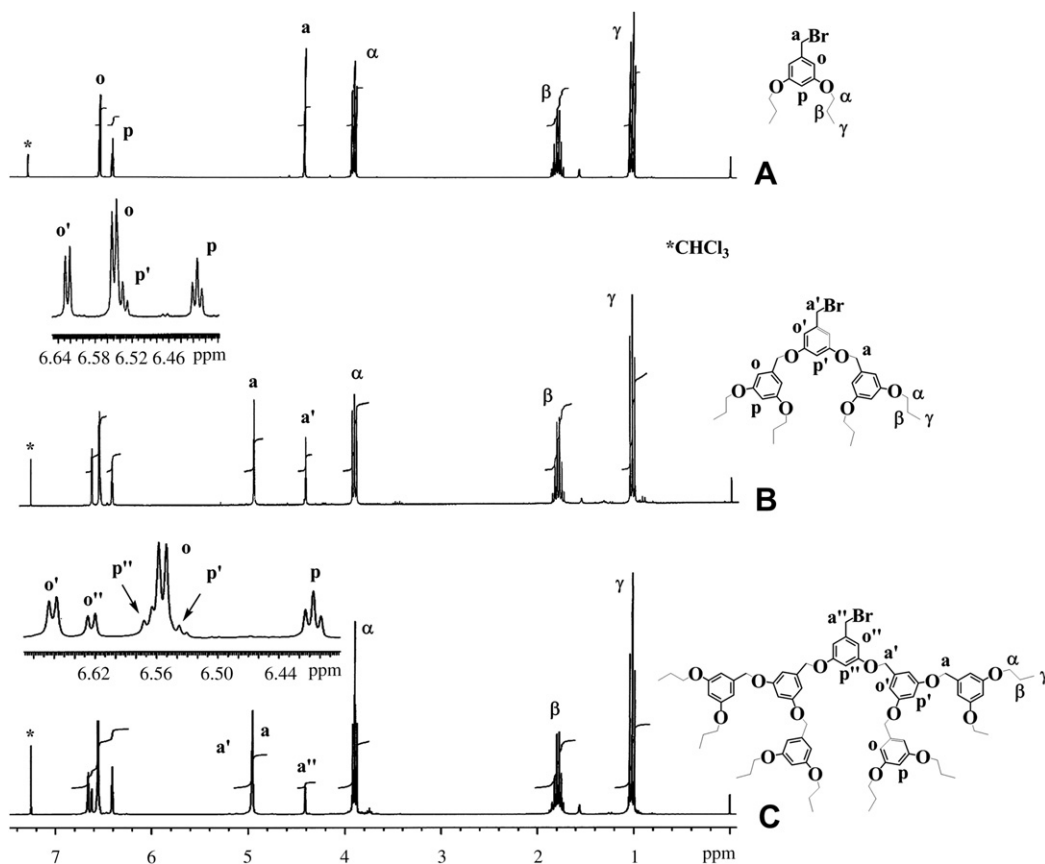 a
γ
α
o
p
β
*
aBr
o
O
p
O
α
β
γ
A
o
o'
p'
p
6.64 6.58 6.52 6.46 ppm
*CHCl3
γ
a
α
a'
β
*
a'Br
o'
O
p'
O
a
o
O
p
O
O
O
α
β
γ
B
o
p''
p'
o'
o''
p
6.62 6.56 6.50 6.44 ppm
γ
α
a'
a
a''
β
*
a''Br
o''
O
p''
O
a'
a
O
O
o'
O
p'
O
O
α
β
γ
O
O
O
O
O
O
O
o
p
O
C
7 6 5 4 3 2 1 ppm